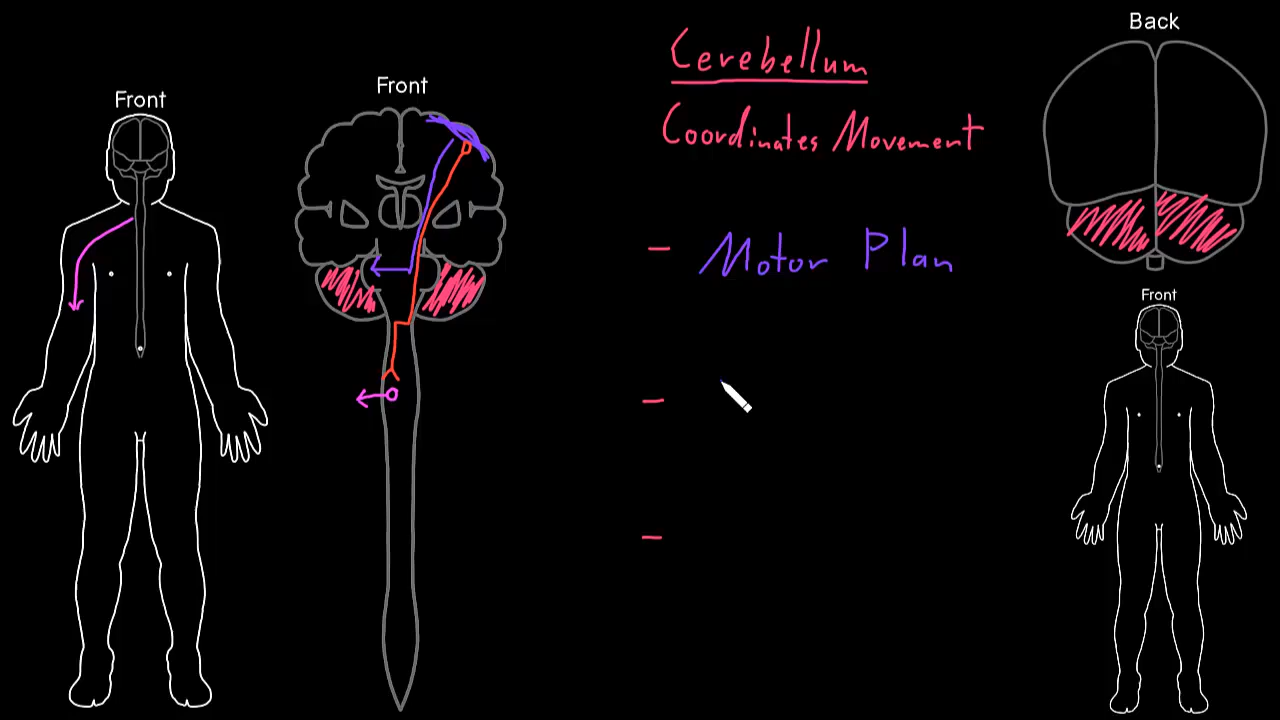 Front
Front
Cerebellum
Coordinates Movement
- Motor Plan
-
-
Back
Front